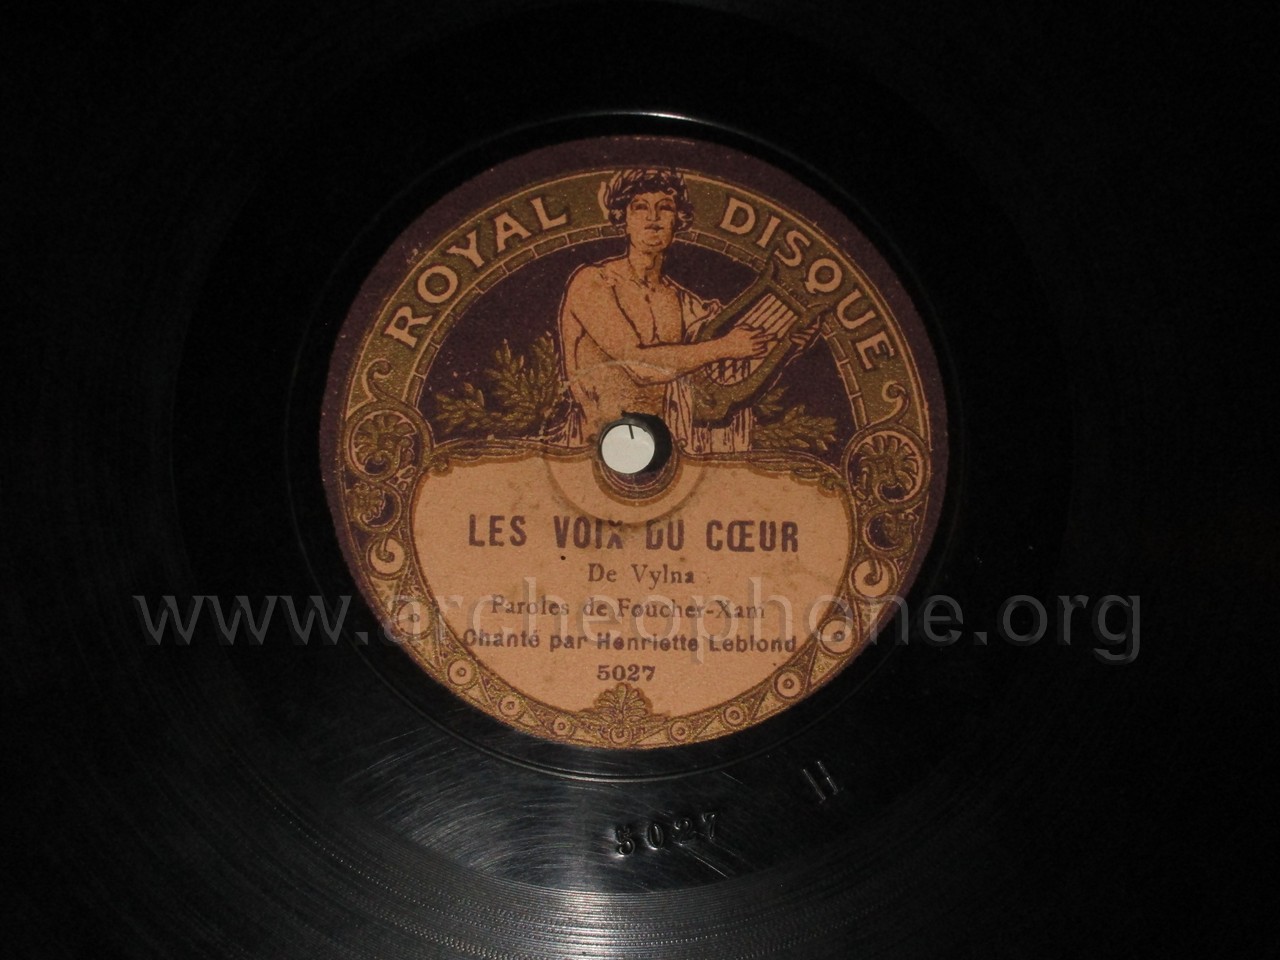 ROYAL DISQUE
LES VOIX DU CŒUR
De Vylna
Paroles de Foucher-Xam
Chanté par Henriette Leblond
5027
www.archeophone.org
H
5027